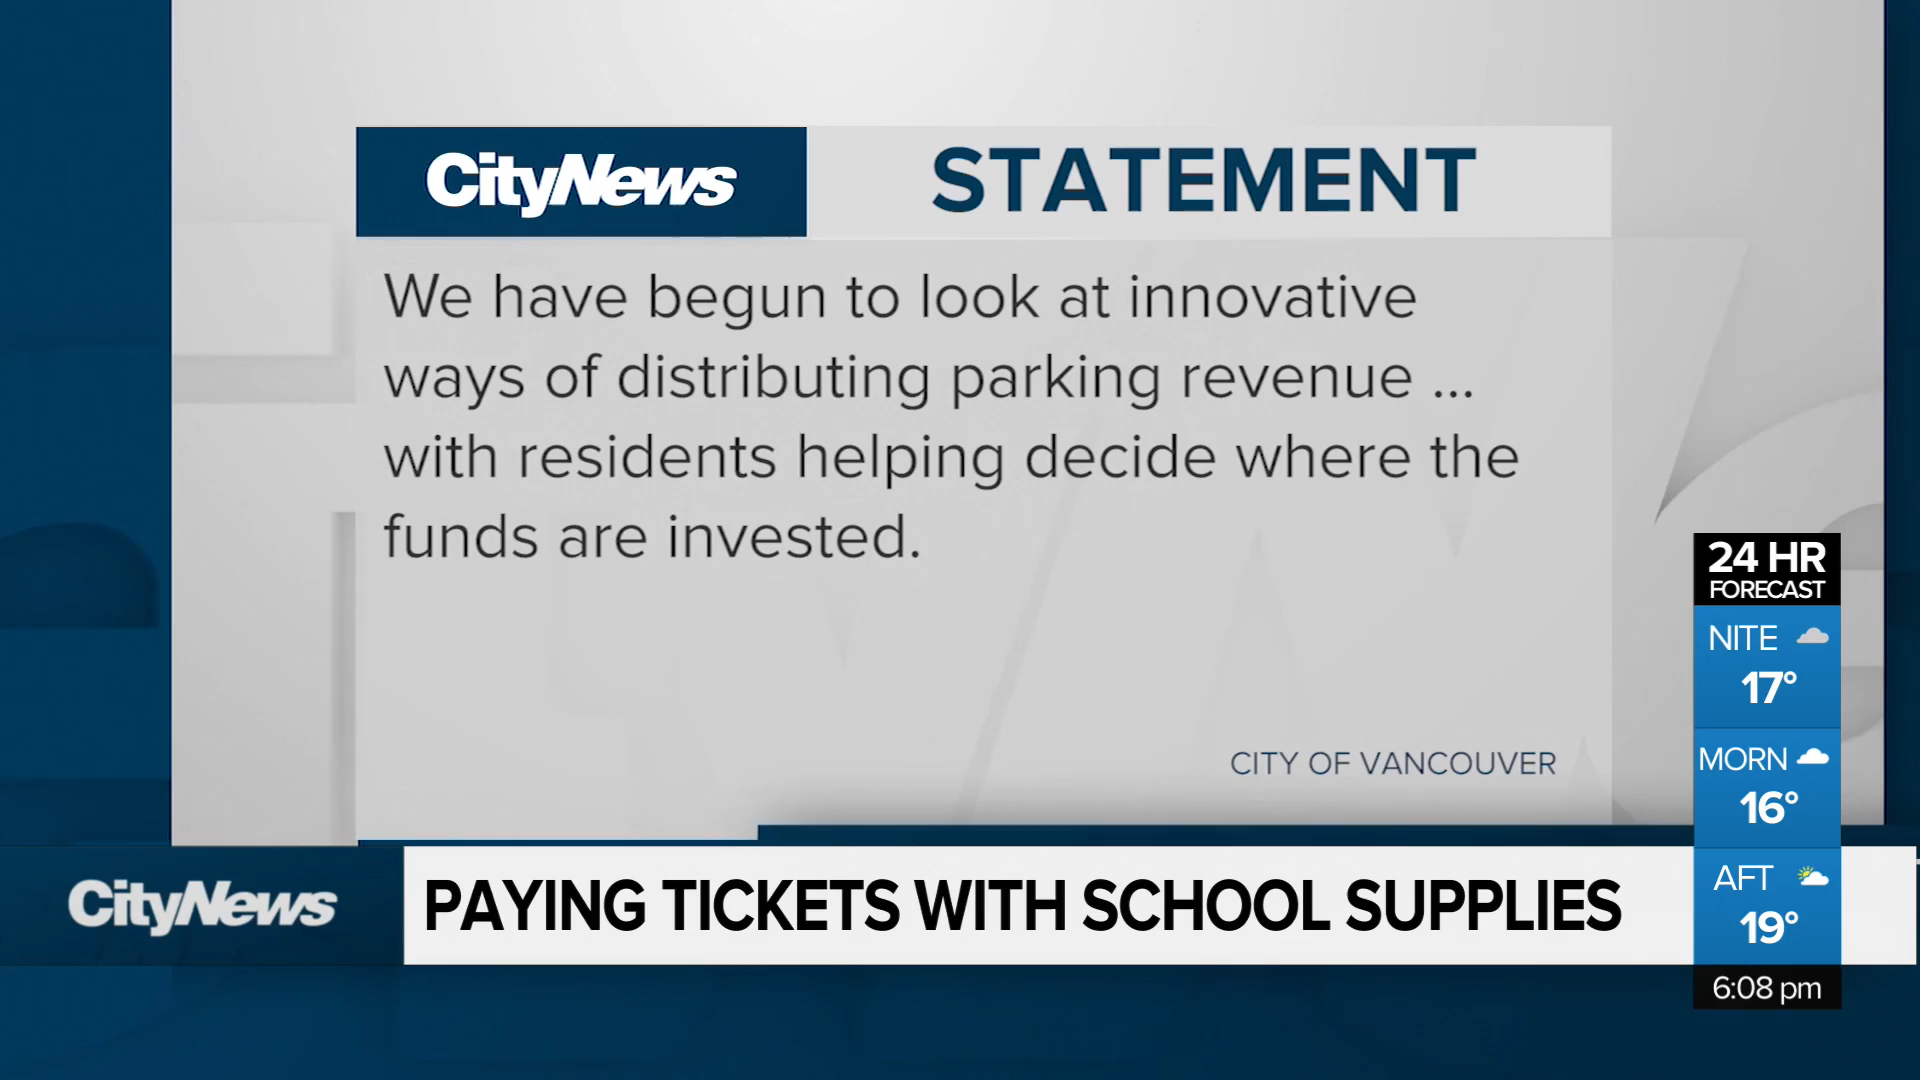 CityNews
STATEMENT
We have begun to look at innovative
ways of distributing parking revenue ...
with residents helping decide where the
funds are invested.
CITY OF VANCOUVER
24 HR
FORECAST
NITE
17°
MORN
16°
AFT
19°
6:08 pm
CityNews
PAYING TICKETS WITH SCHOOL SUPPLIES